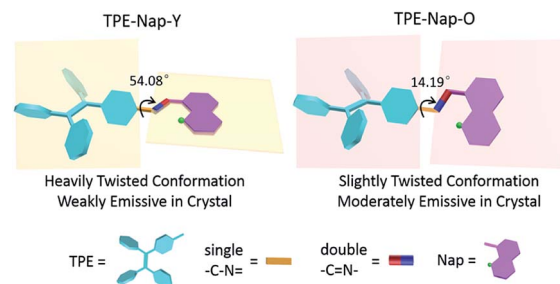 TPE-Nap-Y
TPE-Nap-O
54.08°
14.19°
Heavily Twisted Conformation
Weakly Emissive in Crystal
Slightly Twisted Conformation
Moderately Emissive in Crystal
TPE =
single
-C-N=
=
double
-C=N-
=
Nap =